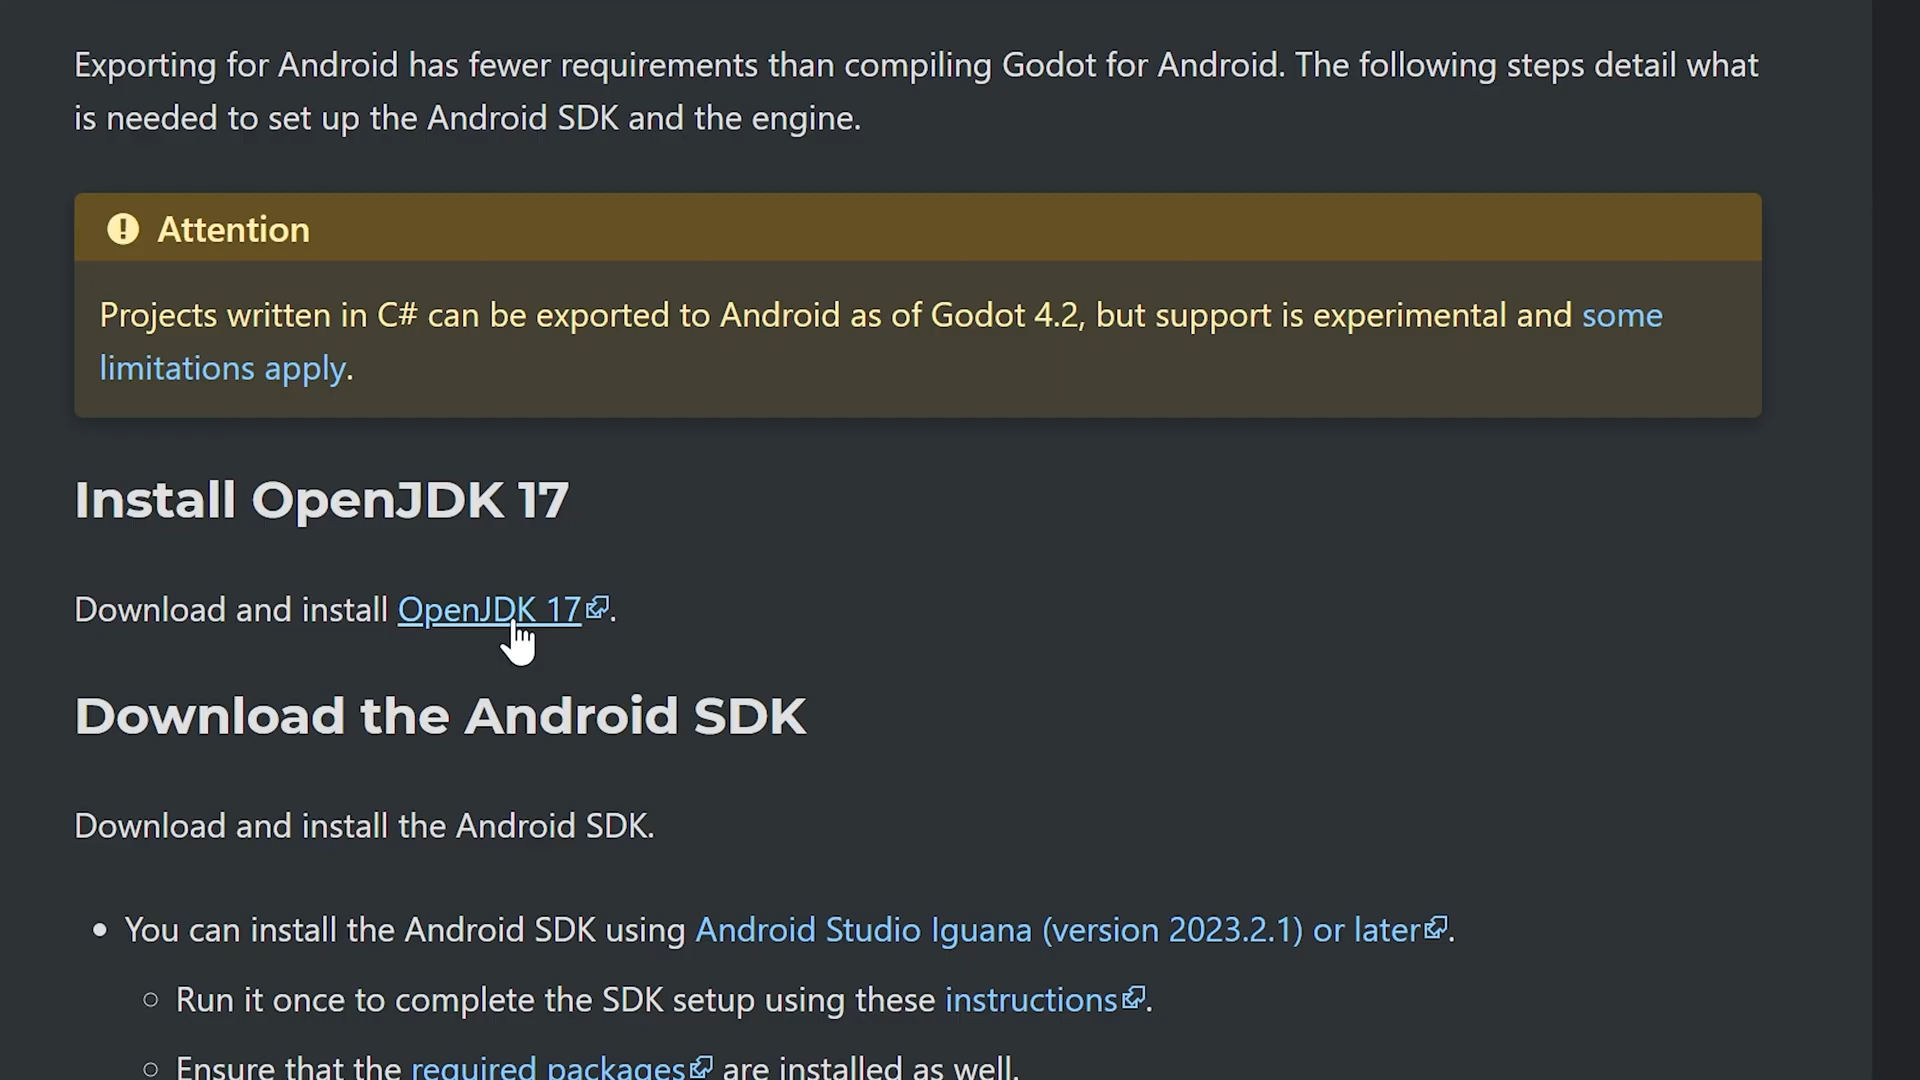 Exporting for Android has fewer requirements than compiling Godot for Android. The following steps detail what
is needed to set up the Android SDK and the engine.
Attention
Projects written in C# can be exported to Android as of Godot 4.2, but support is experimental and some
limitations apply.
Install OpenJDK 17
Download and install OpenJDK 17.
Download the Android SDK
Download and install the Android SDK.
• You can install the Android SDK using Android Studio Iguana (version 2023.2.1) or later.
◦ Run it once to complete the SDK setup using these instructions.
◦ Ensure that the required packages are installed as well.